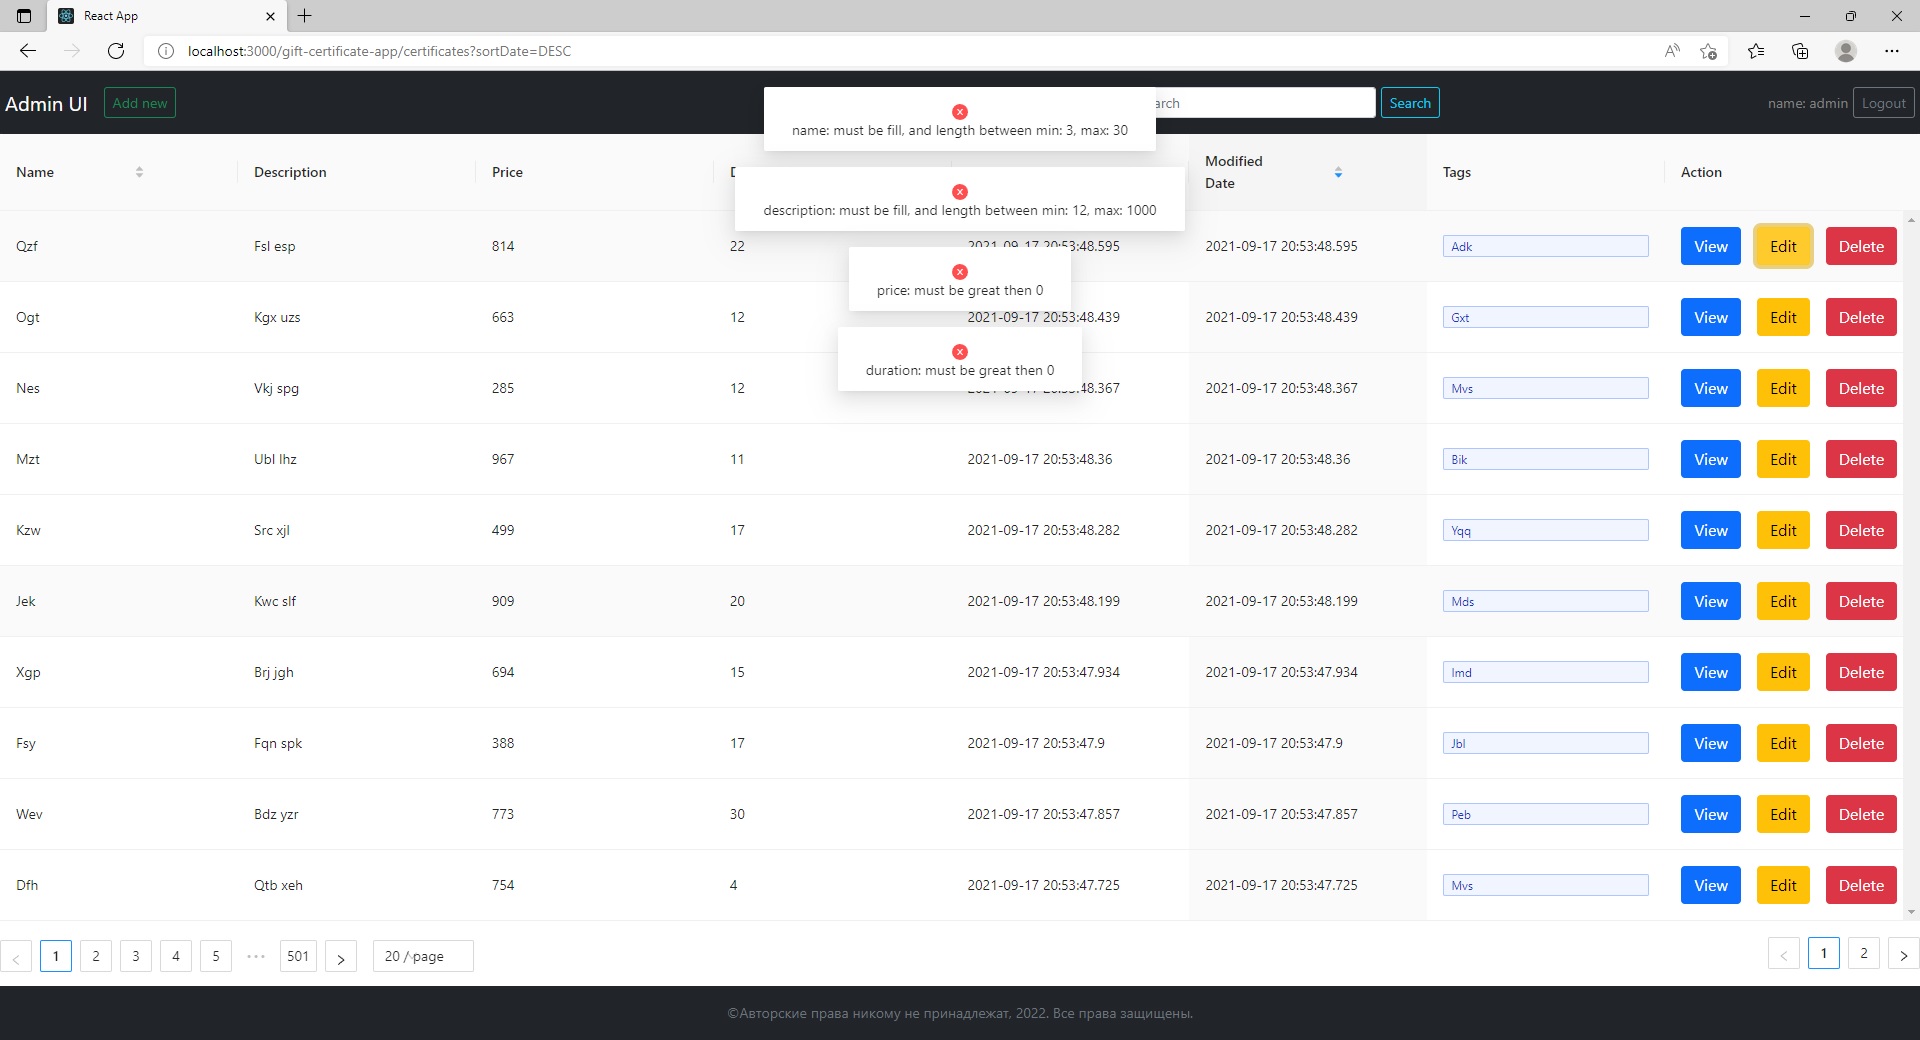 React App
localhost:3000/gift-certificate-app/certificates?sortDate=DESC
Admin UI Add new Search name: admin Logout
name: must be fill, and length between min: 3, max: 30
description: must be fill, and length between min: 12, max: 1000
price: must be great then 0
duration: must be great then 0
Name Description Price Modified Date Tags Action
Qzf Fsl esp 814 22 2021-09-17 20:53:48.595 2021-09-17 20:53:48.595 Adk View Edit Delete
Ogt Kgx uzs 663 12 2021-09-17 20:53:48.439 2021-09-17 20:53:48.439 Gxt View Edit Delete
Nes Vkj spg 285 12 2021-09-17 20:53:48.367 Mvs View Edit Delete
Mzt Ubl lhz 967 11 2021-09-17 20:53:48.36 2021-09-17 20:53:48.36 Bik View Edit Delete
Kzw Src xjl 499 17 2021-09-17 20:53:48.282 2021-09-17 20:53:48.282 Yqq View Edit Delete
Jek Kwc slf 909 20 2021-09-17 20:53:48.199 2021-09-17 20:53:48.199 Mds View Edit Delete
Xgp Brj jgh 694 15 2021-09-17 20:53:47.934 2021-09-17 20:53:47.934 Imd View Edit Delete
Fsy Fqn spk 388 17 2021-09-17 20:53:47.9 2021-09-17 20:53:47.9 Jbl View Edit Delete
Wev Bdz yzr 773 30 2021-09-17 20:53:47.857 2021-09-17 20:53:47.857 Peb View Edit Delete
Dfh Qtb xeh 754 4 2021-09-17 20:53:47.725 2021-09-17 20:53:47.725 Mvs View Edit Delete
< 1 2 3 4 5 ••• 501 > 20 / page < 1 2 >
©Авторские права никому не принадлежат, 2022. Все права защищены.